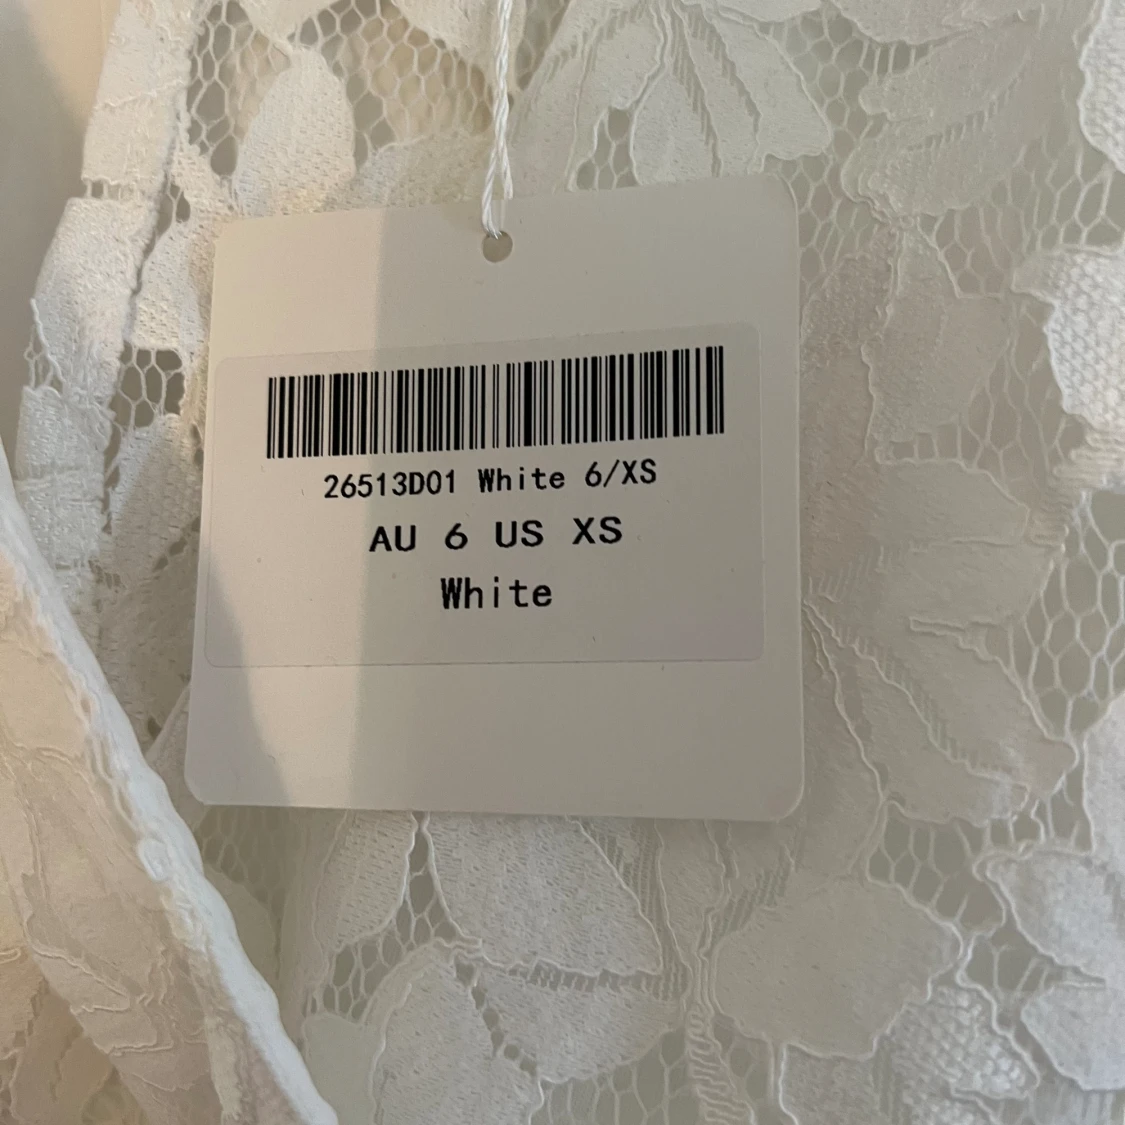 26513D01 White 6/XS
AU 6 US XS
White